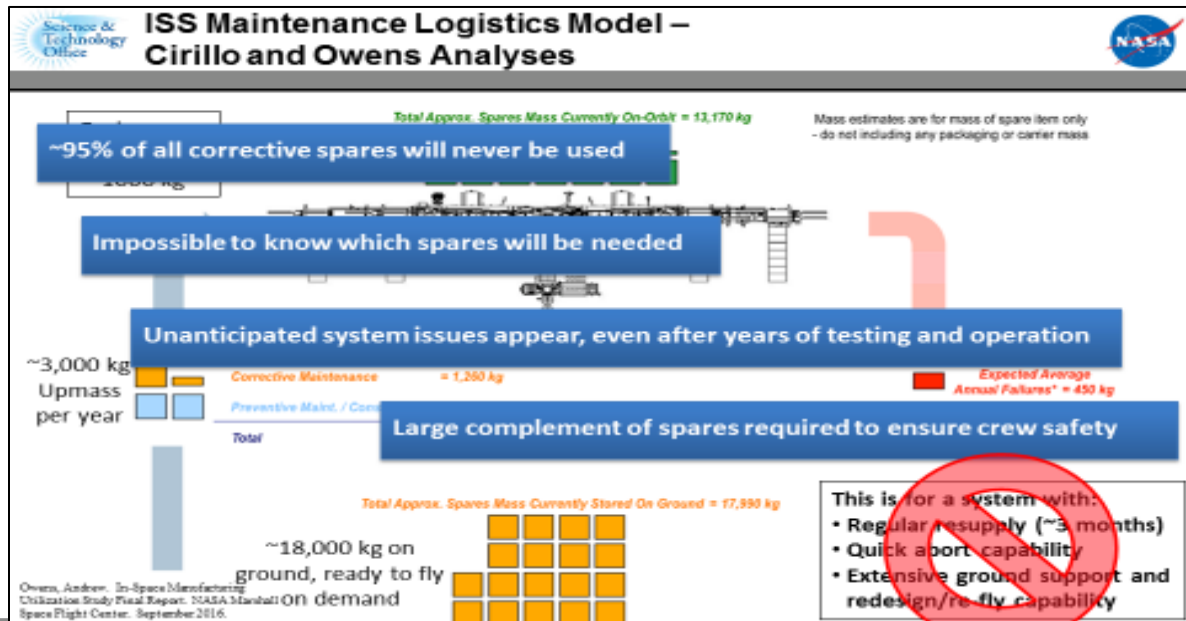 Science &
Technology
Office
ISS Maintenance Logistics Model –
Cirillo and Owens Analyses
NASA
Total Approx. Spares Mass Currently On-Orbit = 13,170 kg
Mass estimates are for mass of spare item only
- do not including any packaging or carrier mass
~95% of all corrective spares will never be used
kg
Impossible to know which spares will be needed
Unanticipated system issues appear, even after years of testing and operation
~3,000 kg
Upmass
per year
Corrective Maintenance = 1,260 kg
Preventive Maint. /
Total
Expected Average
Annual Failures* = 450 kg
Large complement of spares required to ensure crew safety
Total Approx. Spares Mass Currently Stored On Ground = 17,990 kg
~18,000 kg on
ground, ready to fly
on demand
This is for a system with:
• Regular resupply (~3 months)
• Quick abort capability
• Extensive ground support and
redesign/re-fly capability
Owens, Andrew. In-Space Manufacturing
Utilization Study Final Report. NASA Marshall
Space Flight Center. September 2016.